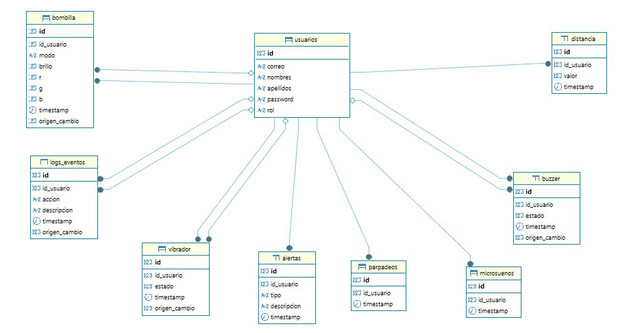 bombilla
123 id
123 id_usuario
A-Z modo
123 brillo
123 r
123 g
123 b
timestamp
123 origen_cambio
usuarios
123 id
A-Z correo
A-Z nombres
A-Z apellidos
A-Z password
A-Z rol
distancia
123 id
123 id_usuario
123 valor
timestamp
logs_eventos
123 id
123 id_usuario
A-Z accion
A-Z descripcion
timestamp
123 origen_cambio
buzzer
123 id
123 id_usuario
123 estado
timestamp
123 origen_cambio
vibrador
123 id
123 id_usuario
123 estado
timestamp
123 origen_cambio
alertas
123 id
123 id_usuario
A-Z tipo
A-Z descripcion
timestamp
parpadeos
123 id
123 id_usuario
timestamp
microsuenos
123 id
123 id_usuario
timestamp